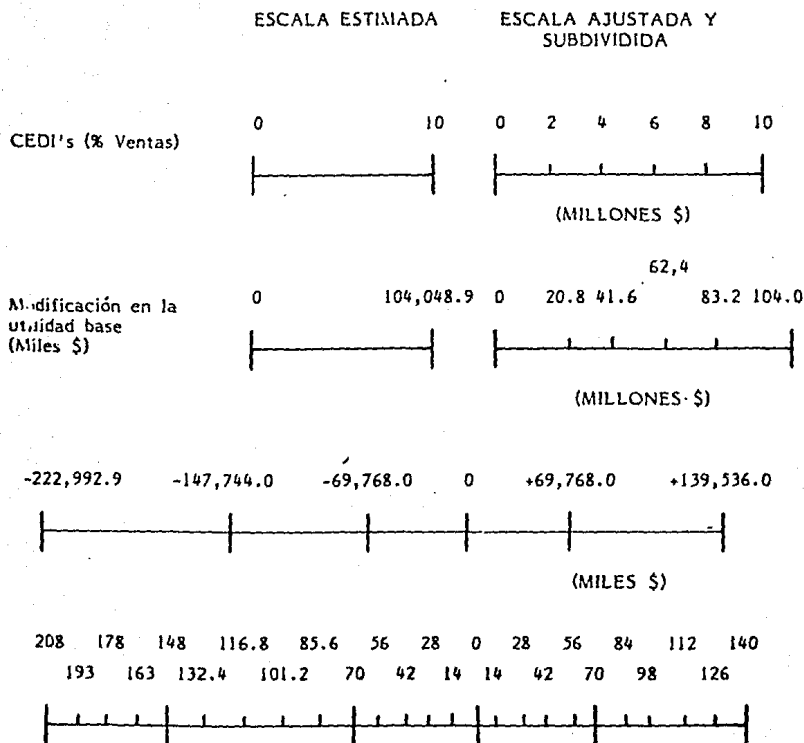 ESCALA ESTIMADA ESCALA AJUSTADA Y
SUBDIVIDIDA
CEDI's (% Ventas)
0 10 0 2 4 6 8 10
(MILLONES $)
62,4
Modificación en la
utilidad base
(Miles $)
0 104,048.9 0 20.8 41.6 83.2 104.0
(MILLONES $)
-222,992.9 -147,744.0 -69,768.0 0 +69,768.0 +139,536.0
(MILES $)
208 178 148 116.8 85.6 56 28 0 28 56 84 112 140
193 163 132.4 101.2 70 42 14 14 42 70 98 126